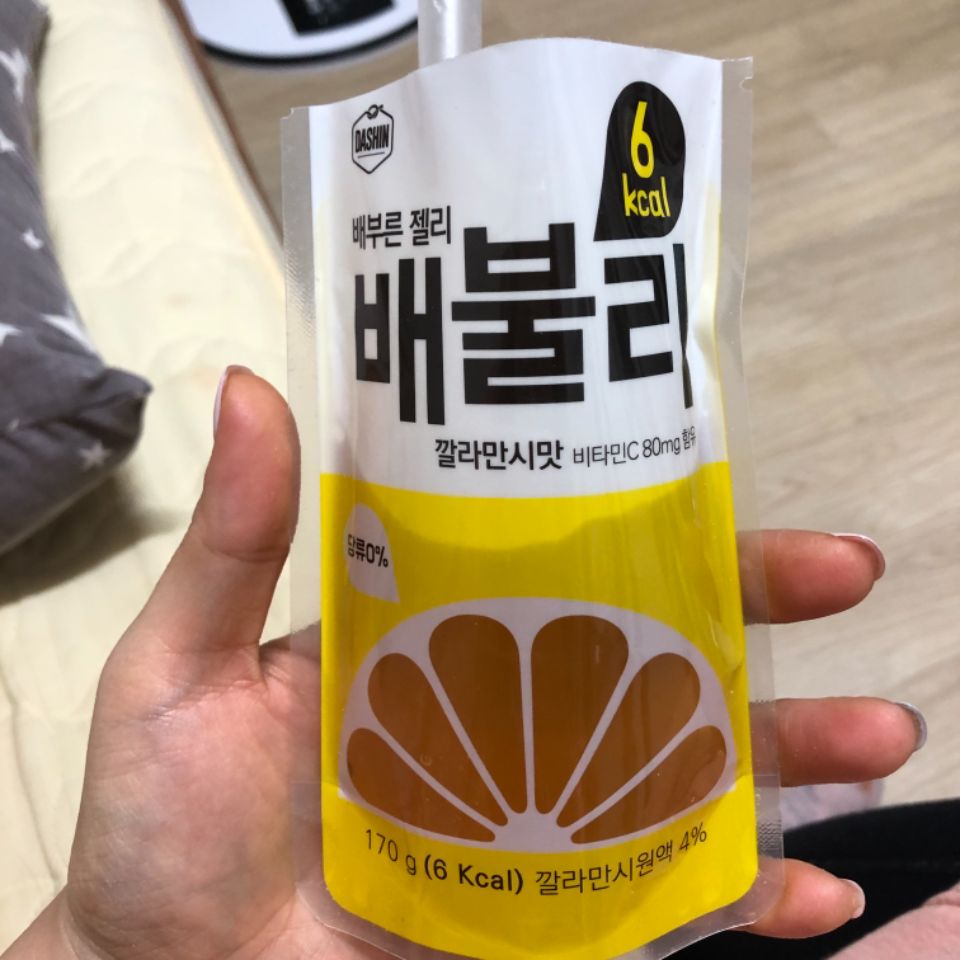 DASHIN
6
kcal
배부른 젤리
배불리
깔라만시맛 비타민C 80mg 함유
당류0%
170 g (6 Kcal) 깔라만시원액 4%